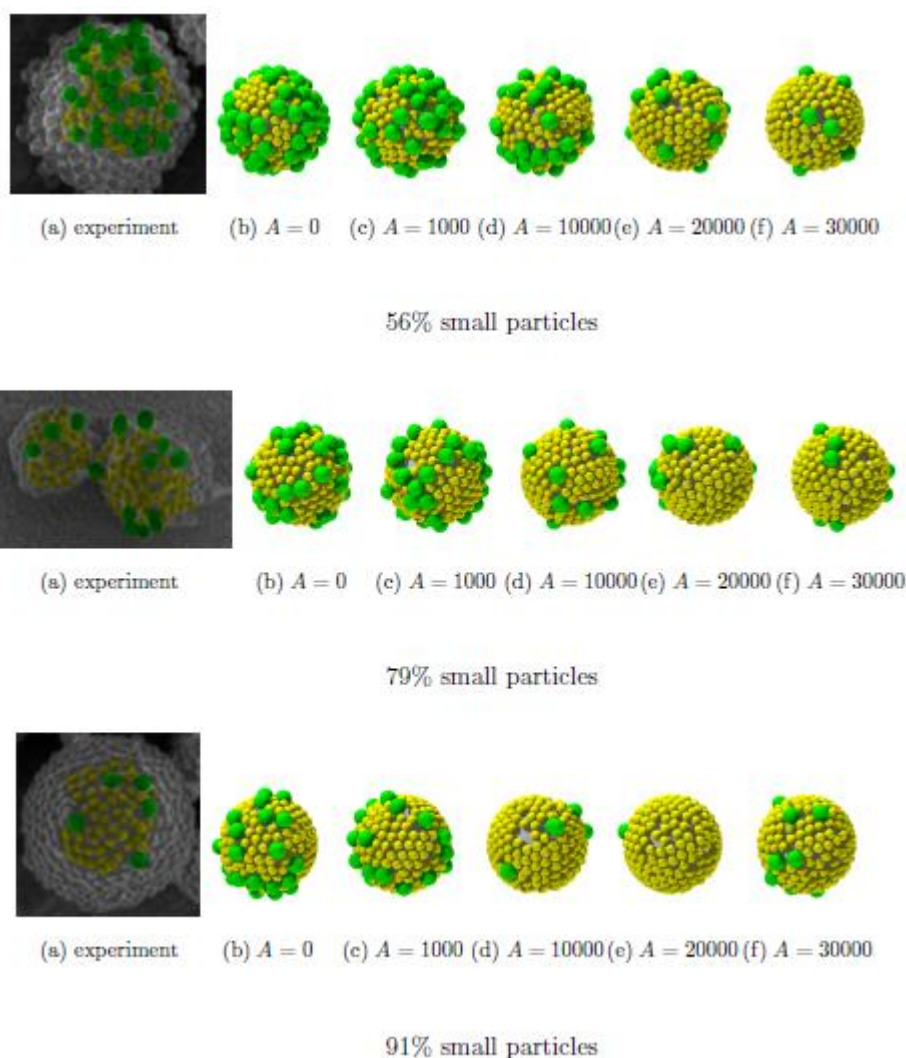 (a) experiment (b) A = 0 (c) A = 1000 (d) A = 10000 (e) A = 20000 (f) A = 30000
56% small particles
(a) experiment (b) A = 0 (c) A = 1000 (d) A = 10000 (e) A = 20000 (f) A = 30000
79% small particles
(a) experiment (b) A = 0 (c) A = 1000 (d) A = 10000 (e) A = 20000 (f) A = 30000
91% small particles